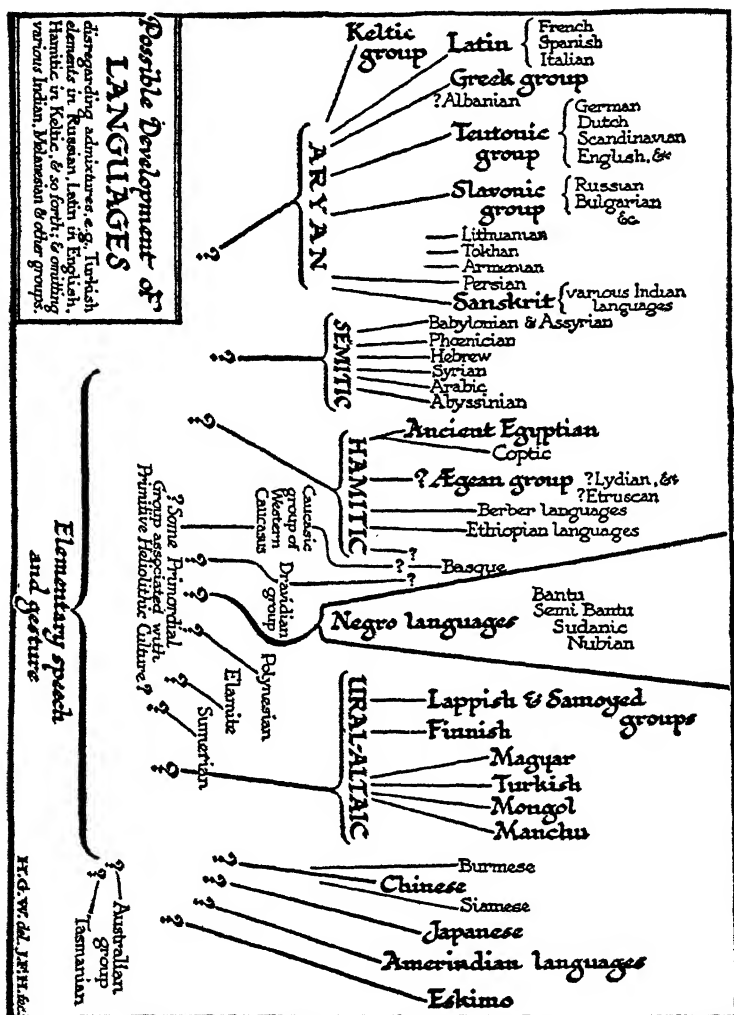 Possible Development of
LANGUAGES
disregarding admixtures, e.g., Turkish
elements in Russian, Latin in English,
Hamitic in Keltic, & so forth; & omitting
various Indian, Melanesian & other groups.
Keltic
group
Latin
French
Spanish
Italian
Greek group
?Albanian
Teutonic
group
German
Dutch
Scandinavian
English, &c
Slavonic
group
Russian
Bulgarian
&c.
Lithuanian
Tokhan
Armenian
Persian
Sanskrit
various Indian
languages
ARYAN
?
Babylonian & Assyrian
Phœnician
Hebrew
Syrian
Arabic
Abyssinian
SEMITIC
?
Ancient Egyptian
Coptic
? Ægean group
?Lydian, &c
?Etruscan
Berber languages
Ethiopian languages
?
HAMITIC
?
Caucasic
group of
Western
Caucasus
? Basque
?
Dravidian
group
?
? Some Primordial
Group associated with
Primitive Heliolithic Culture?
Negro languages
Bantu
Semi Bantu
Sudanic
Nubian
?
Polynesian
?
Elamite
?
Sumerian
?
Lappish & Samoyed
groups
Finnish
Magyar
Turkish
Mongol
Manchu
URAL-ALTAIC
?
Burmese
Chinese
Siamese
?
Japanese
?
Amerindian languages
?
Eskimo
?
Elementary speech
and gesture
?
Australian
group
?
Tasmanian
H.G.W. del. J.F.H. fec.